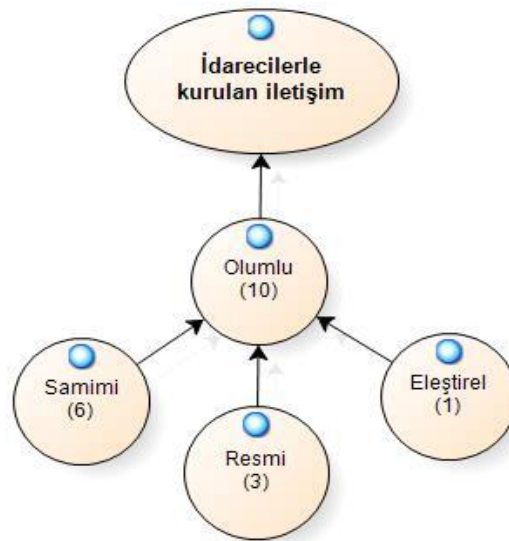 İdarecilerle
kurulan iletişim
Olumlu
(10)
Samimi
(6)
Resmi
(3)
Eleştirel
(1)